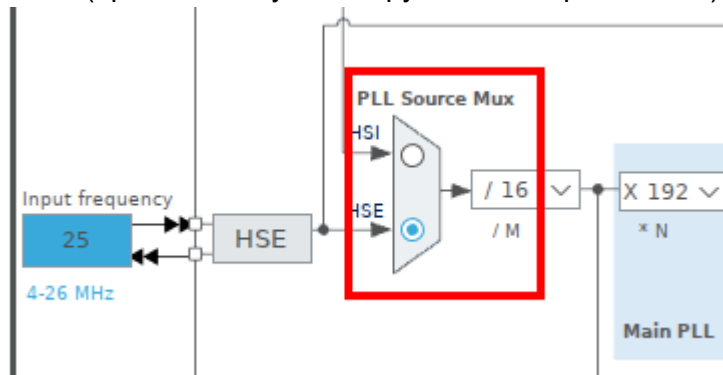 PLL Source Mux
HSI
Input frequency
25
HSE
HSE
/ 16
X 192
/ M
* N
4-26 MHz
Main PLL